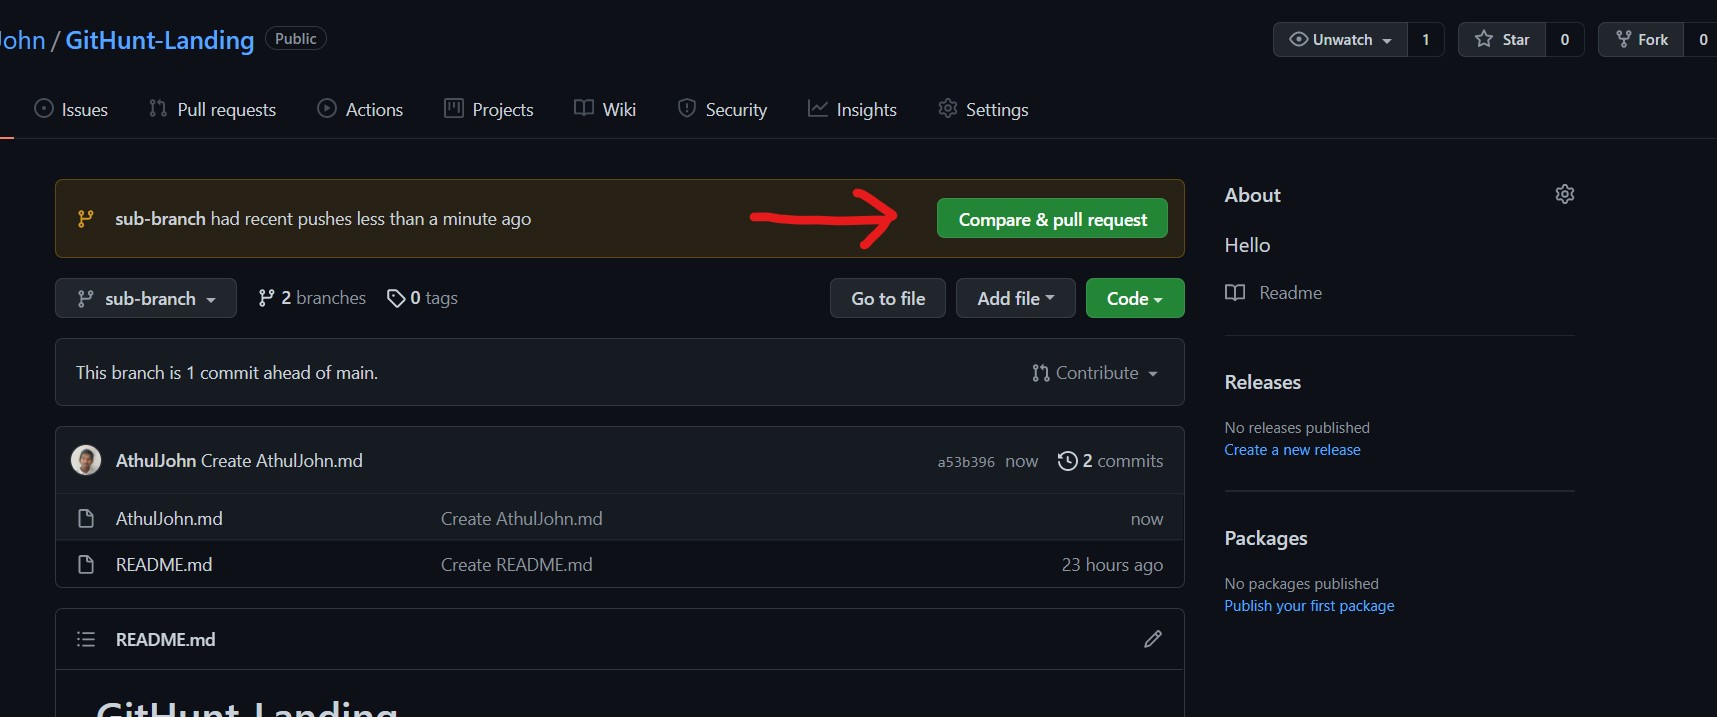 John / GitHunt-Landing Public Unwatch 1 Star 0 Fork 0
Issues Pull requests Actions Projects Wiki Security Insights Settings
sub-branch had recent pushes less than a minute ago Compare & pull request
sub-branch 2 branches 0 tags Go to file Add file Code
This branch is 1 commit ahead of main. Contribute
AthulJohn Create AthulJohn.md a53b396 now 2 commits
AthulJohn.md Create AthulJohn.md now
README.md Create README.md 23 hours ago
README.md
GitHunt-Landing
About
Hello
Readme
Releases
No releases published
Create a new release
Packages
No packages published
Publish your first package